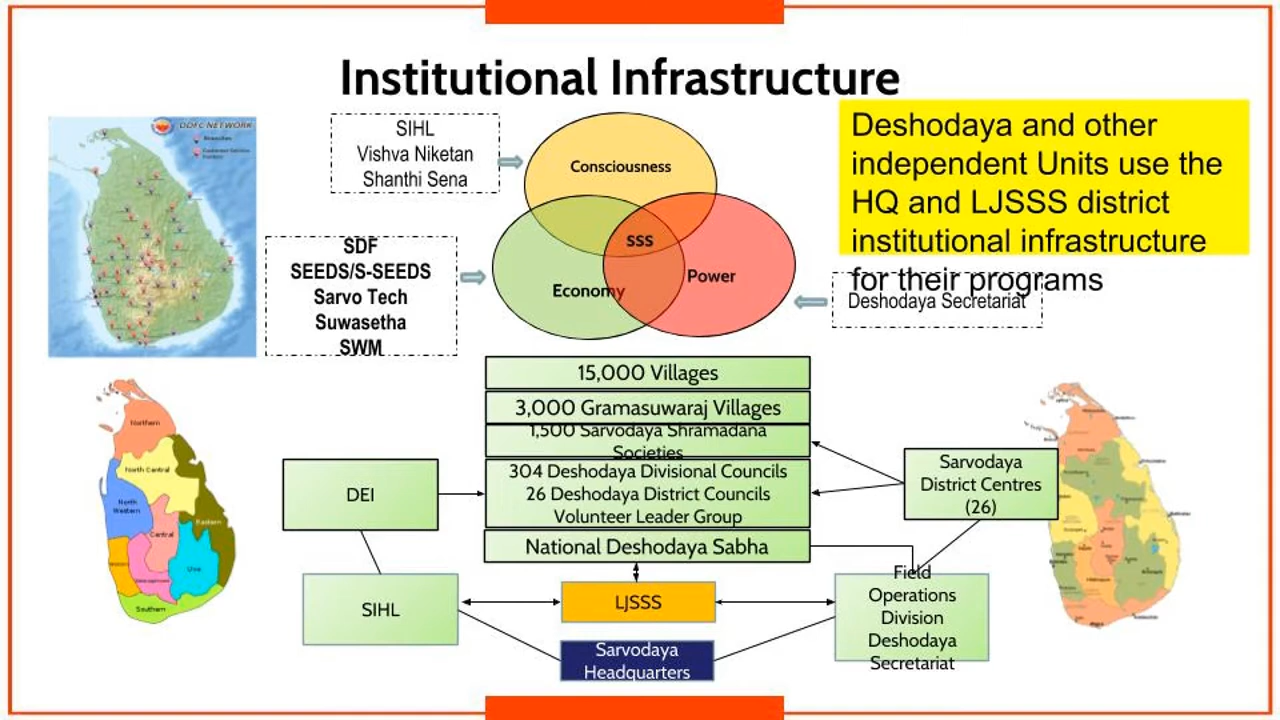 Institutional Infrastructure
DDFC NETWORK
SIHL
Vishva Niketan
Shanthi Sena
Consciousness
Deshodaya and other
independent Units use the
HQ and LJSSS district
institutional infrastructure
for their programs
SDF
SEEDS/S-SEEDS
Sarvo Tech
Suwasetha
SWM
SSS
Economy
Power
Deshodaya Secretariat
15,000 Villages
3,000 Gramasuwaraj Villages
1,500 Sarvodaya Shramadana
Societies
304 Deshodaya Divisional Councils
26 Deshodaya District Councils
Volunteer Leader Group
National Deshodaya Sabha
DEI
SIHL
LJSSS
Sarvodaya
Headquarters
Sarvodaya
District Centres
(26)
Field
Operations
Division
Deshodaya
Secretariat
Northern
North Central
North
Western
Eastern
Central
Uva
Southern